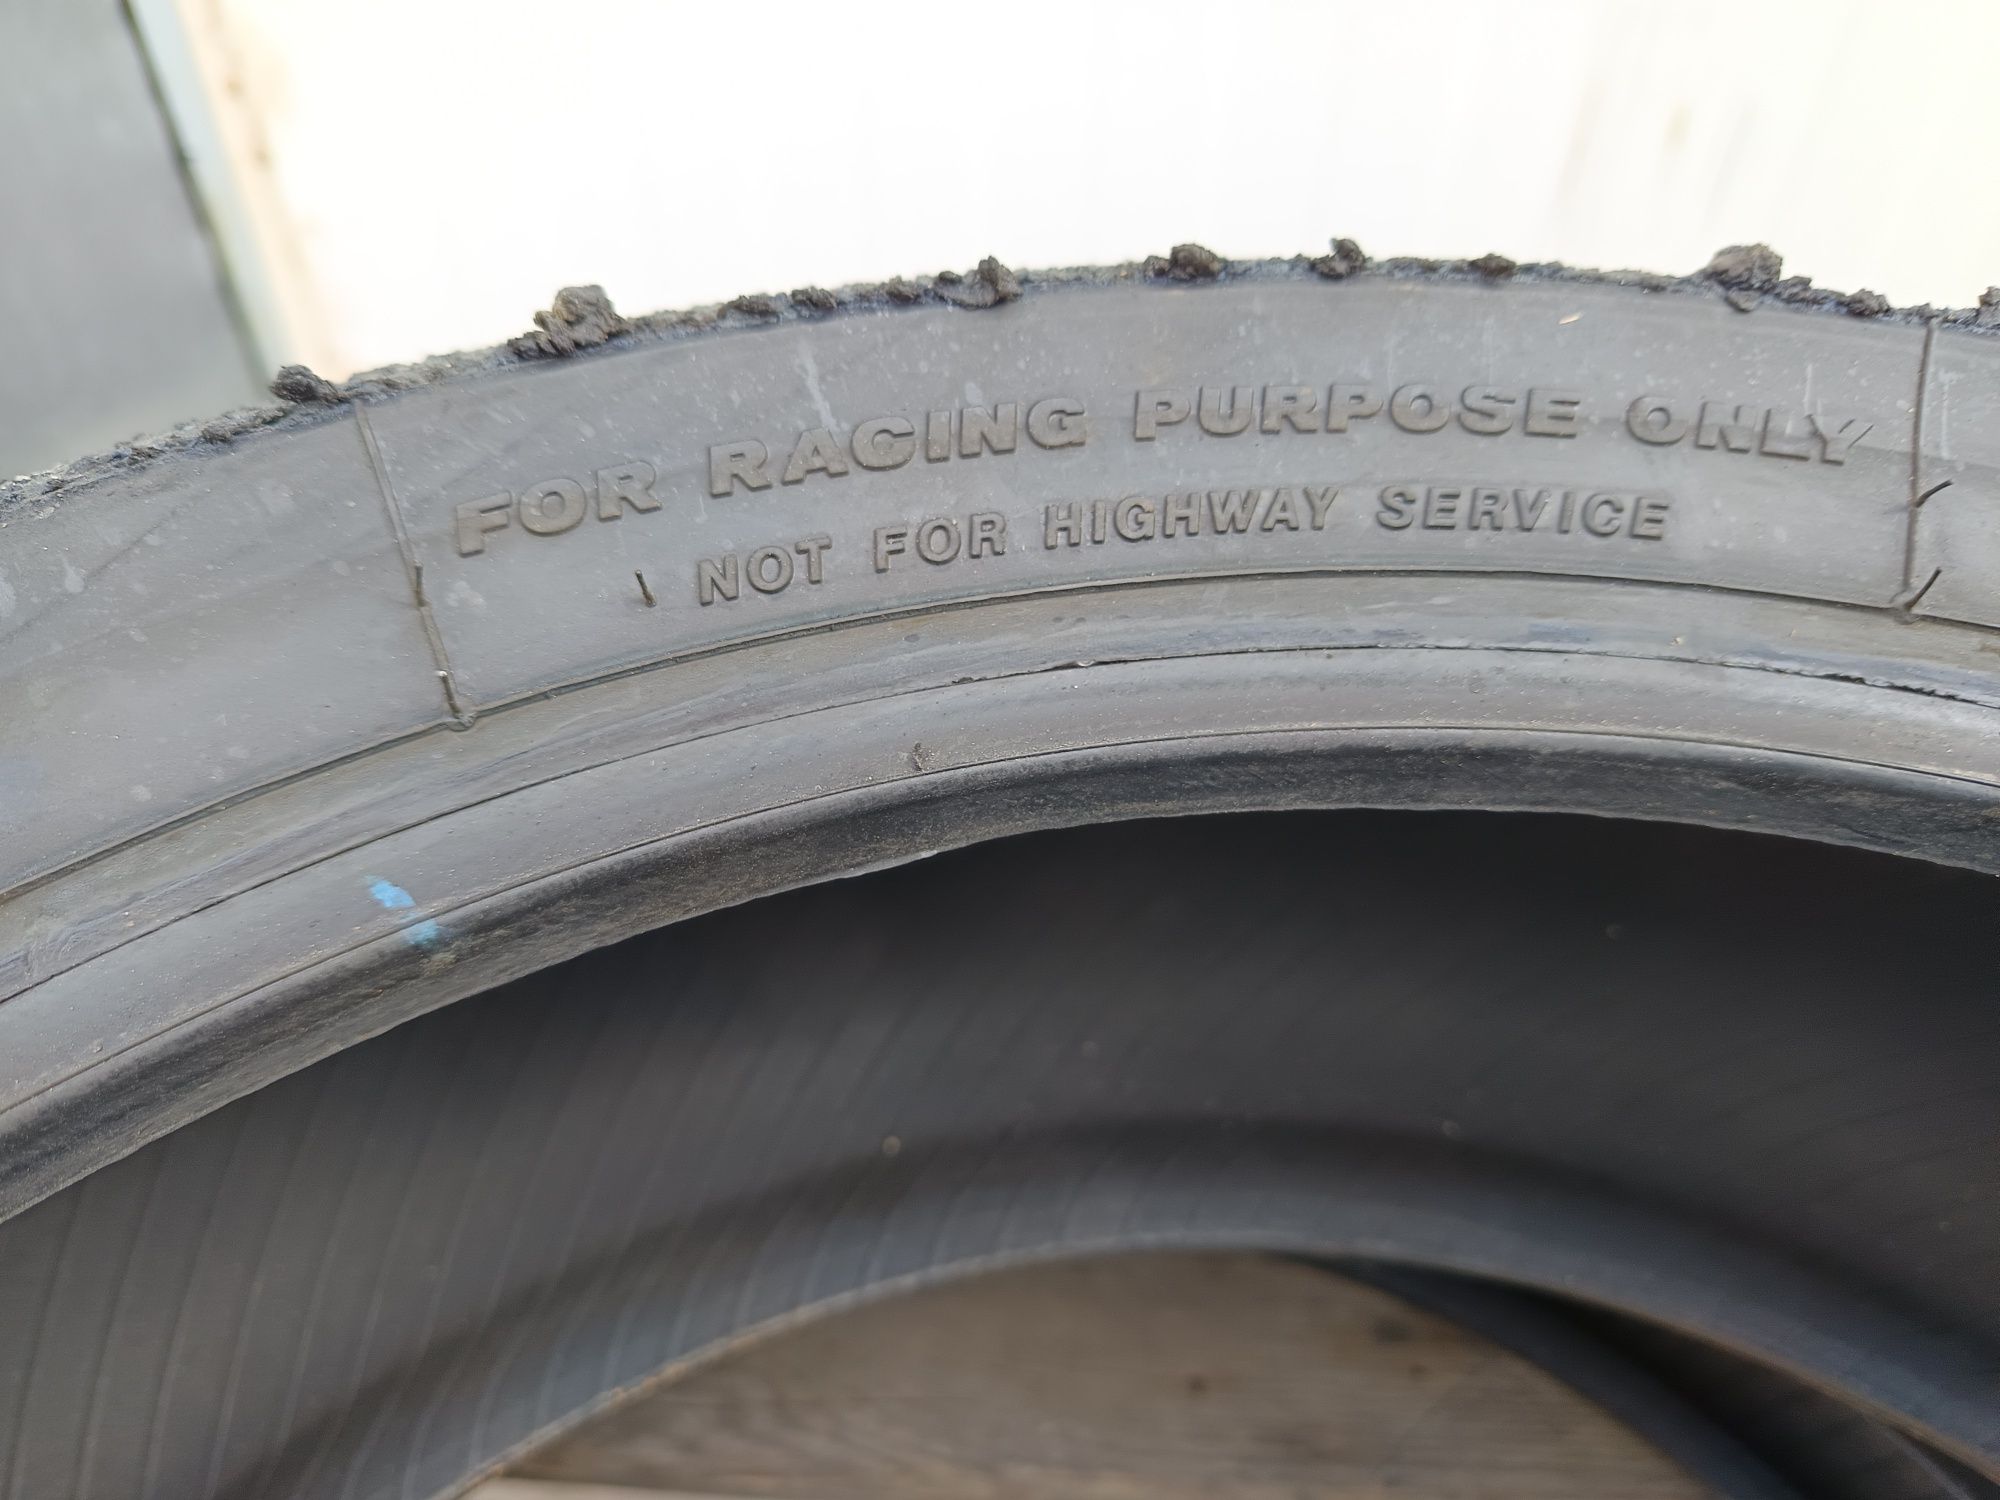 FOR RACING PURPOSE ONLY
NOT FOR HIGHWAY SERVICE